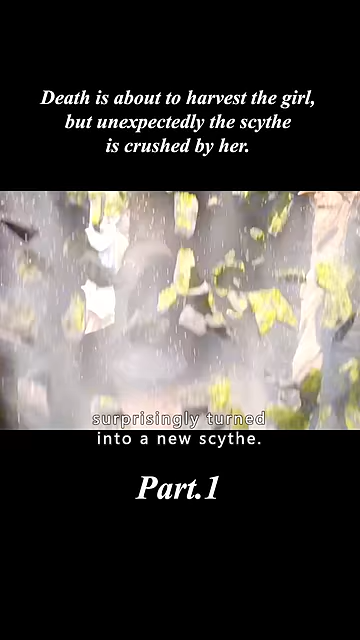 Death is about to harvest the girl,
but unexpectedly the scythe
is crushed by her.
surprisingly turned
into a new scythe.
Part.1